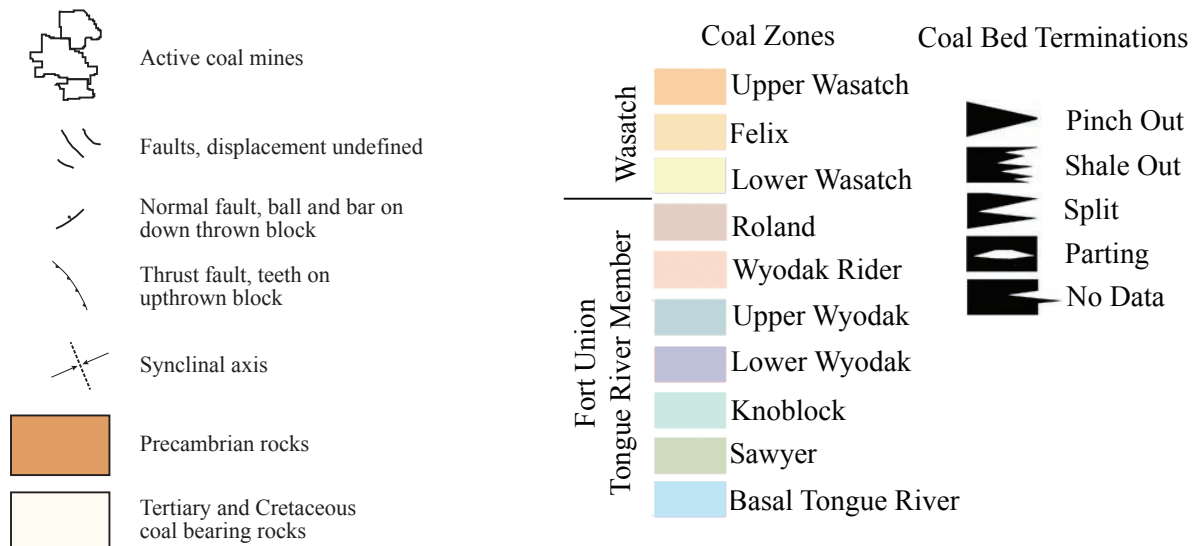 Active coal mines
Faults, displacement undefined
Normal fault, ball and bar on
down thrown block
Thrust fault, teeth on
upthrown block
Synclinal axis
Precambrian rocks
Tertiary and Cretaceous
coal bearing rocks
Coal Zones
Wasatch
Upper Wasatch
Felix
Lower Wasatch
Fort Union
Tongue River Member
Roland
Wyodak Rider
Upper Wyodak
Lower Wyodak
Knoblock
Sawyer
Basal Tongue River
Coal Bed Terminations
Pinch Out
Shale Out
Split
Parting
No Data